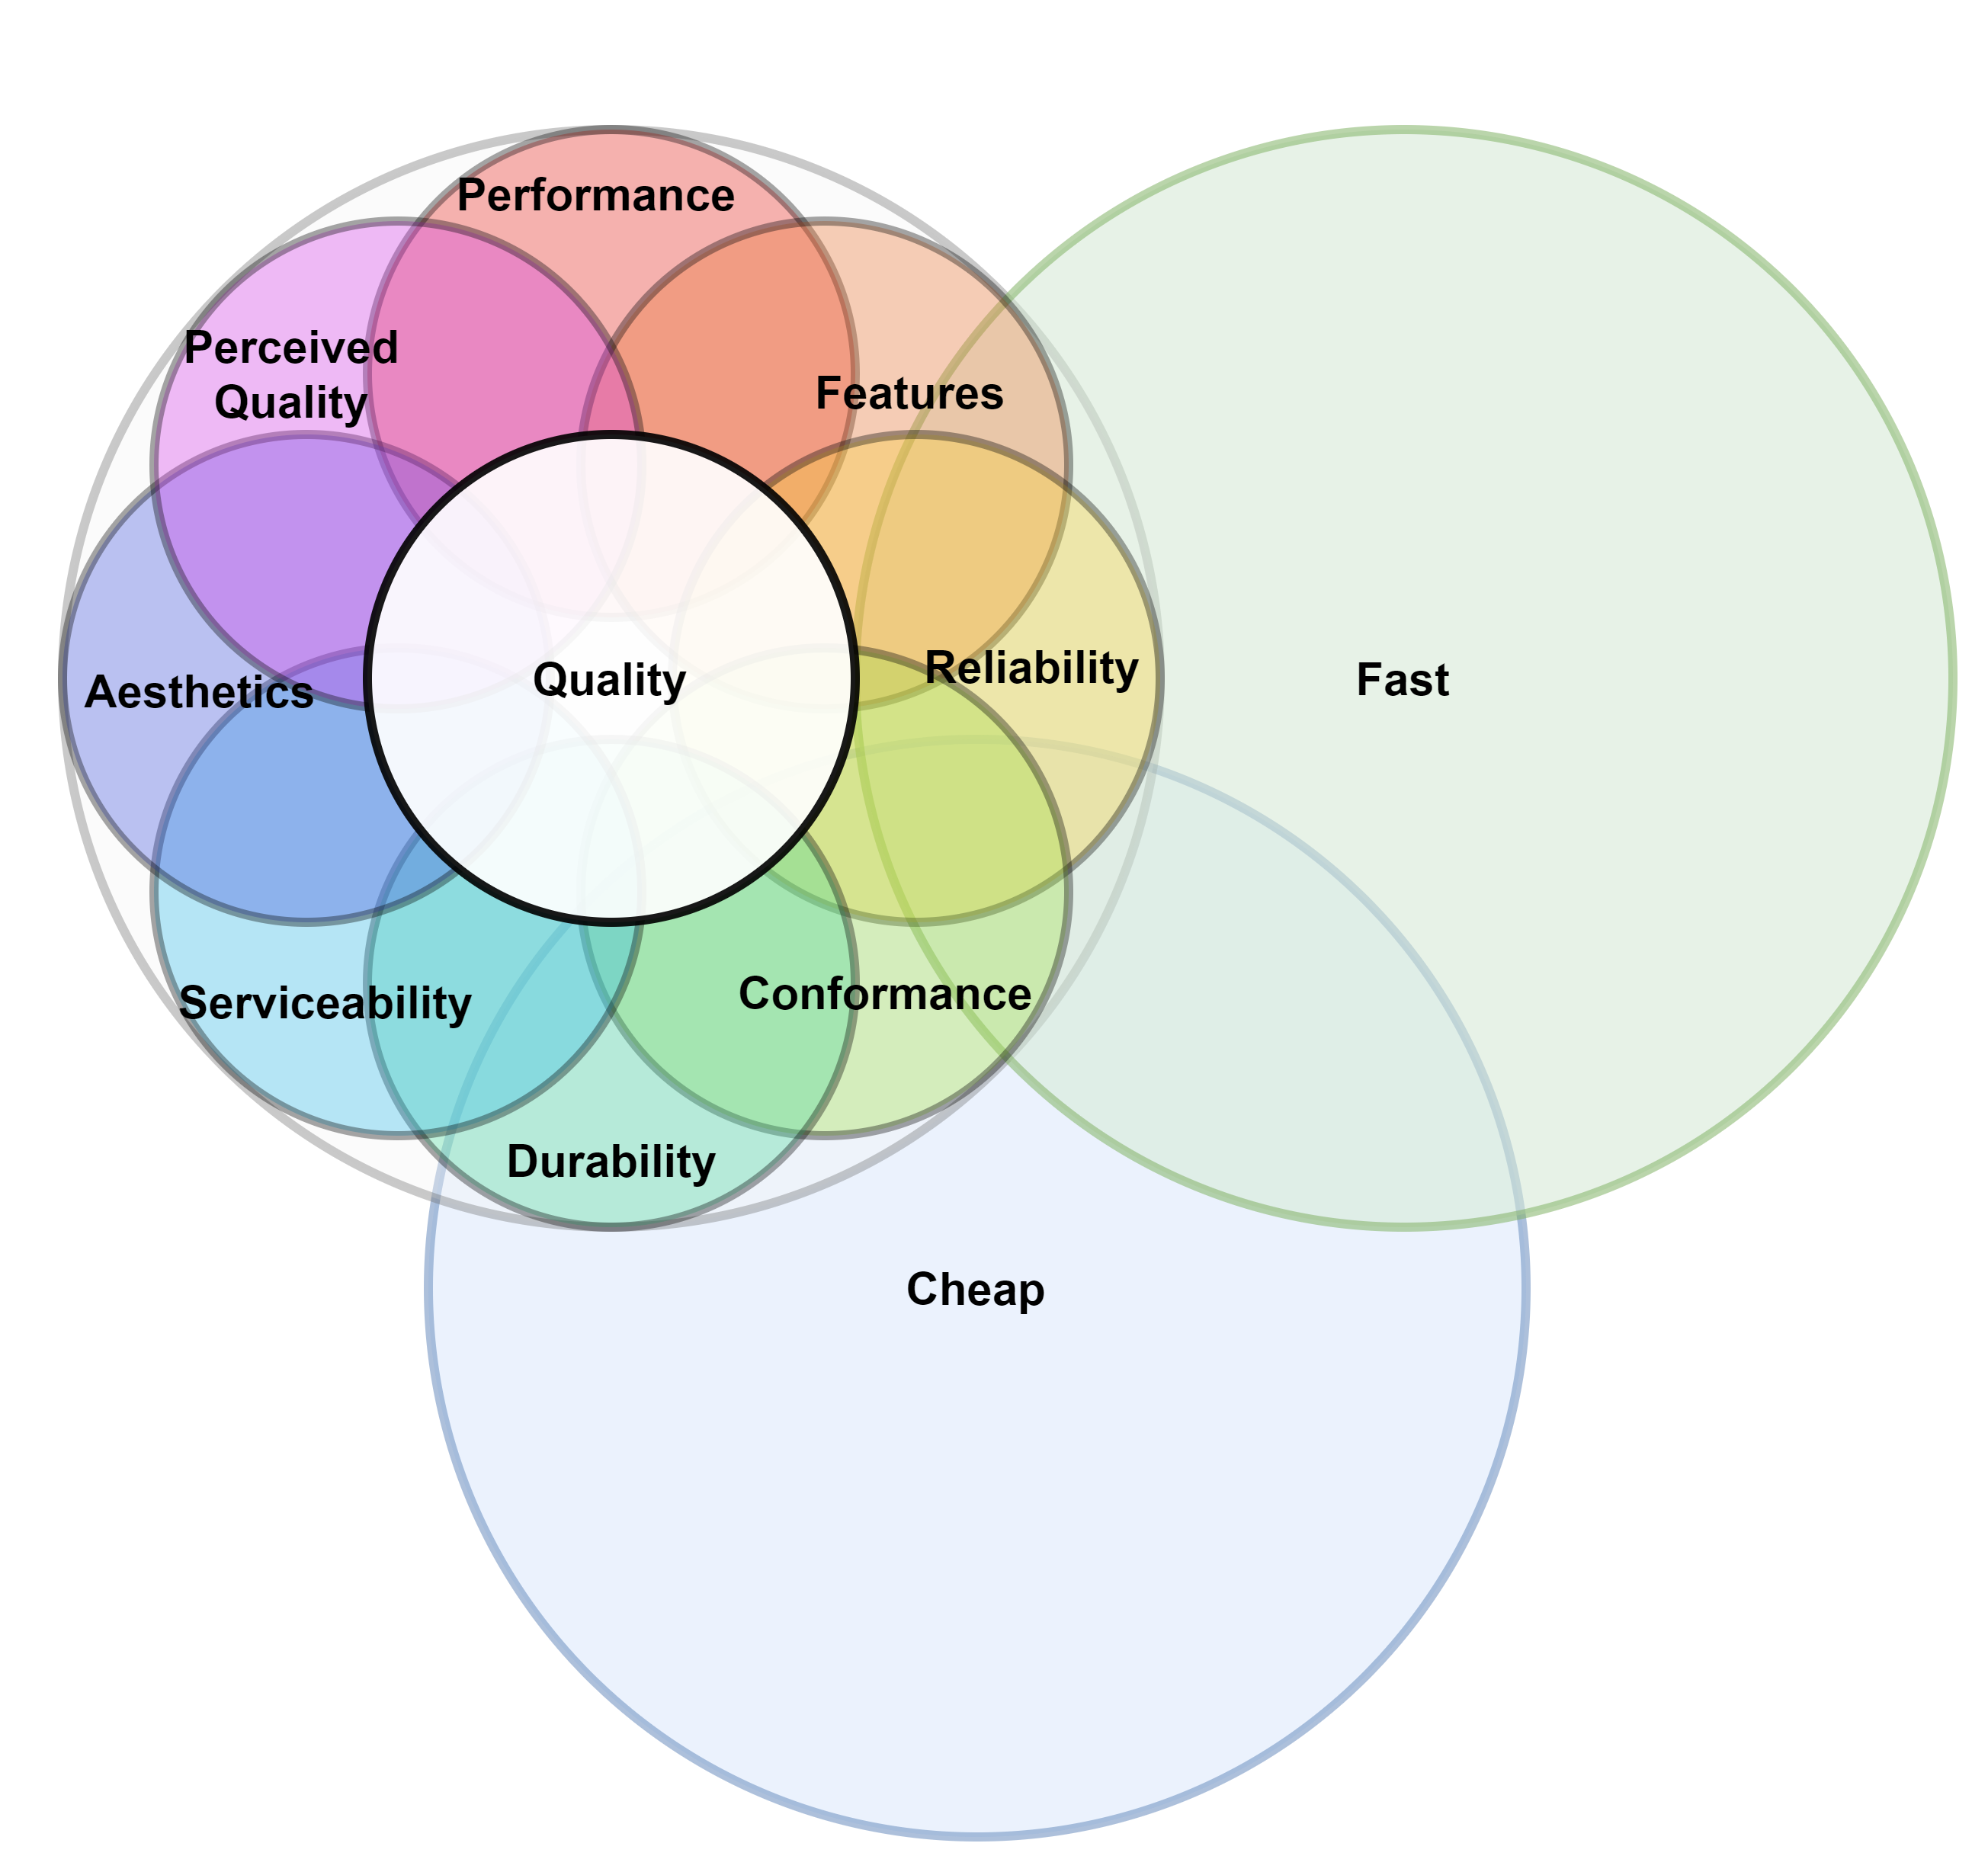 Performance
Perceived
Quality
Features
Reliability
Quality
Fast
Aesthetics
Conformance
Serviceability
Durability
Cheap